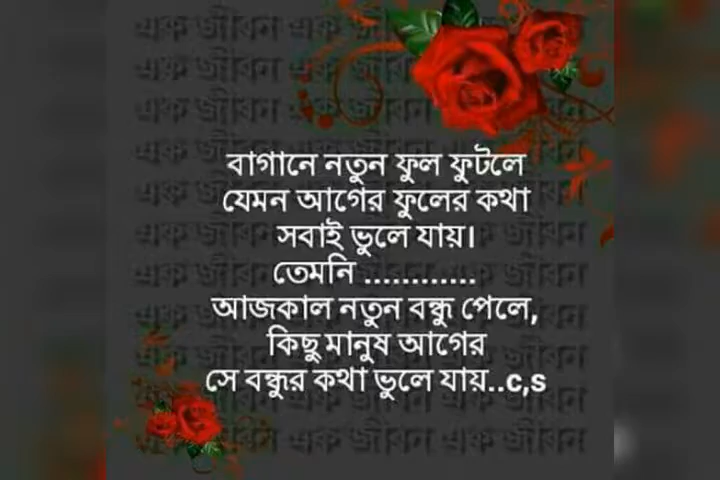 বাগানে নতুন ফুল ফুটলে
যেমন আগের ফুলের কথা
সবাই ভুলে যায়।
তেমনি ............
আজকাল নতুন বন্ধু পেলে,
কিছু মানুষ আগের
সে বন্ধুর কথা ভুলে যায়..c,s